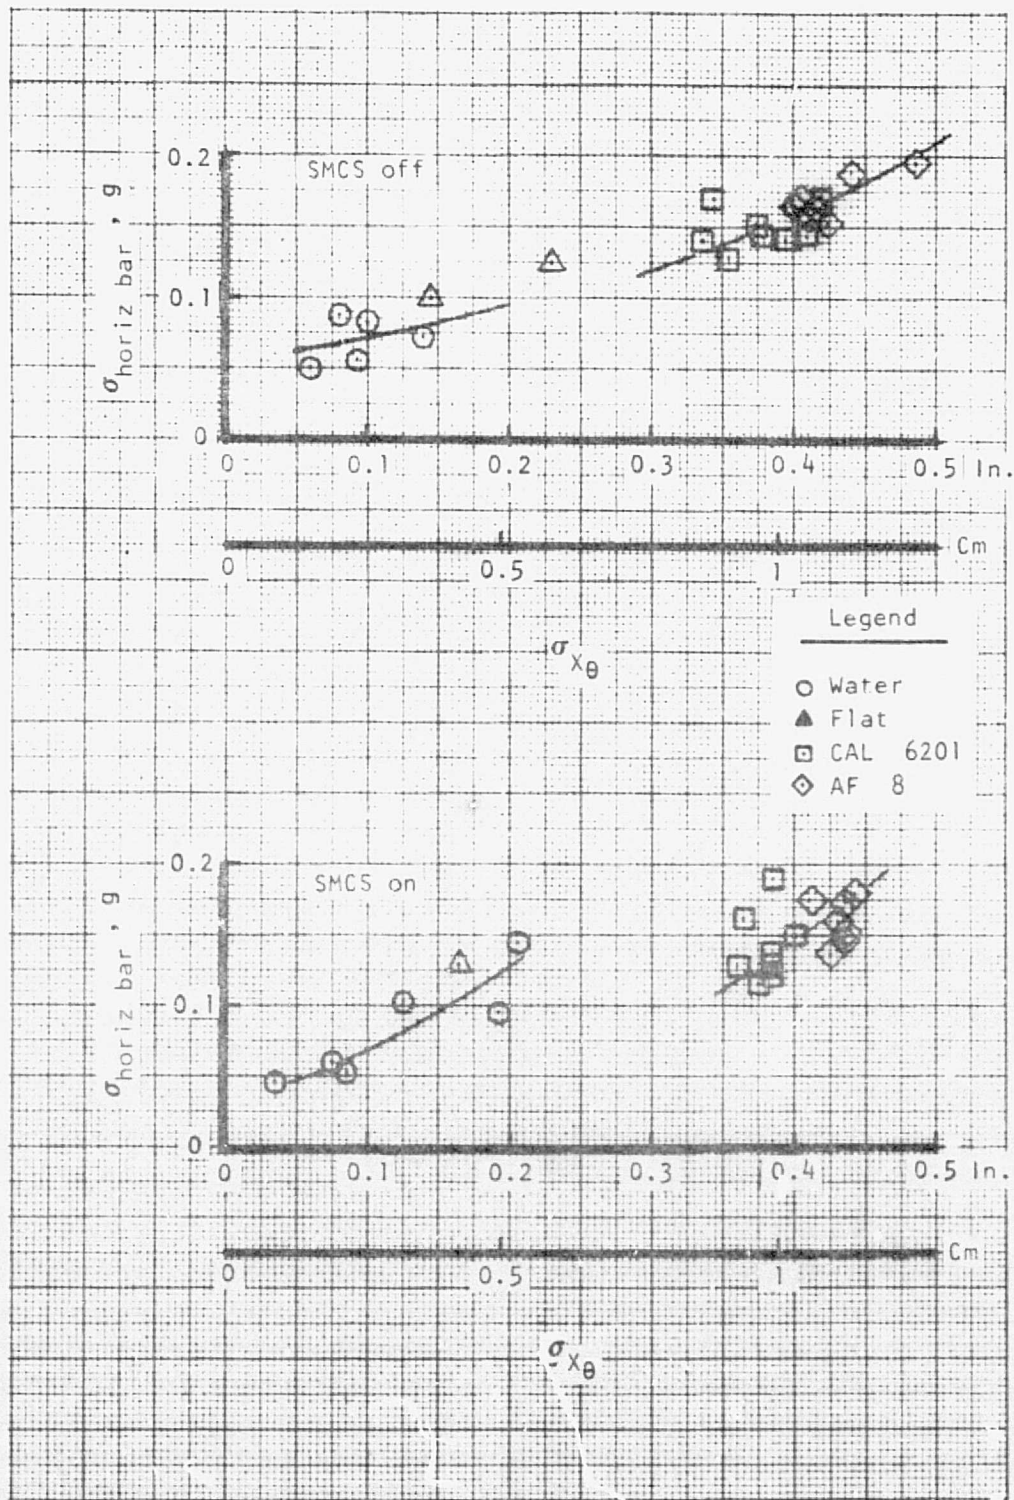 0.2
SMCS off
σhoriz bar , g
0.1
0
0 0.1 0.2 0.3 0.4 0.5 In.
Cm
0 0.5 1
σXθ
Legend
Water
Flat
CAL 6201
AF 8
0.2
SMCS on
σhoriz bar , g
0.1
0
0 0.1 0.2 0.3 0.4 0.5 In.
Cm
0 0.5 1
σXθ